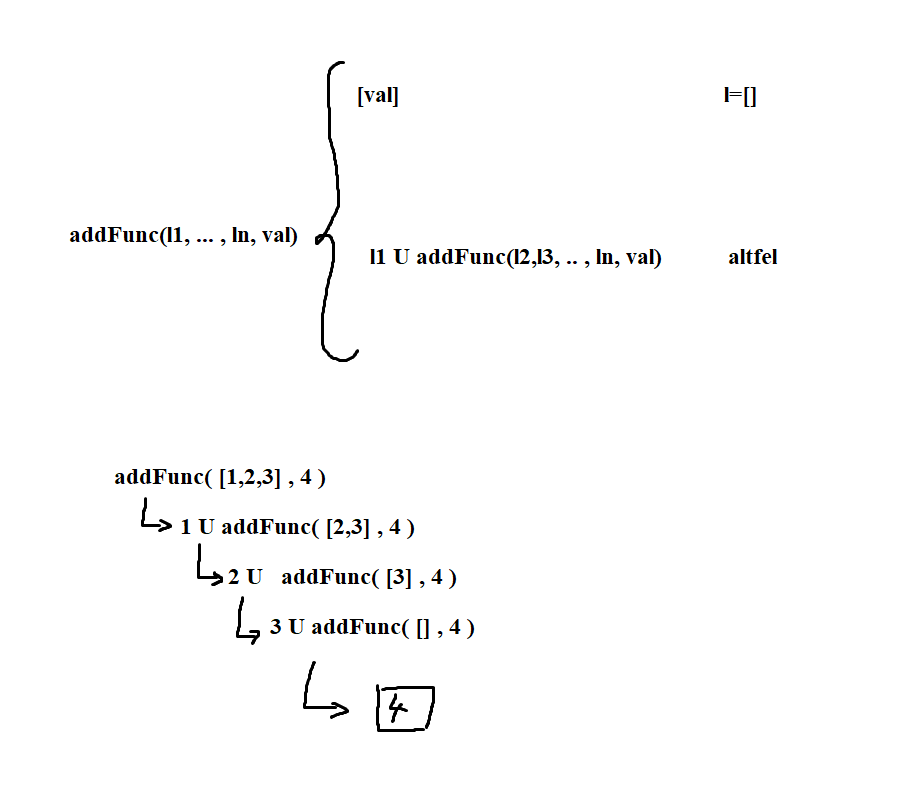 [val] l=[]
addFunc(l1, ... , ln, val)
l1 U addFunc(l2,l3, .. , ln, val) altfel
addFunc( [1,2,3] , 4 )
1 U addFunc( [2,3] , 4 )
2 U addFunc( [3] , 4 )
3 U addFunc( [] , 4 )
4